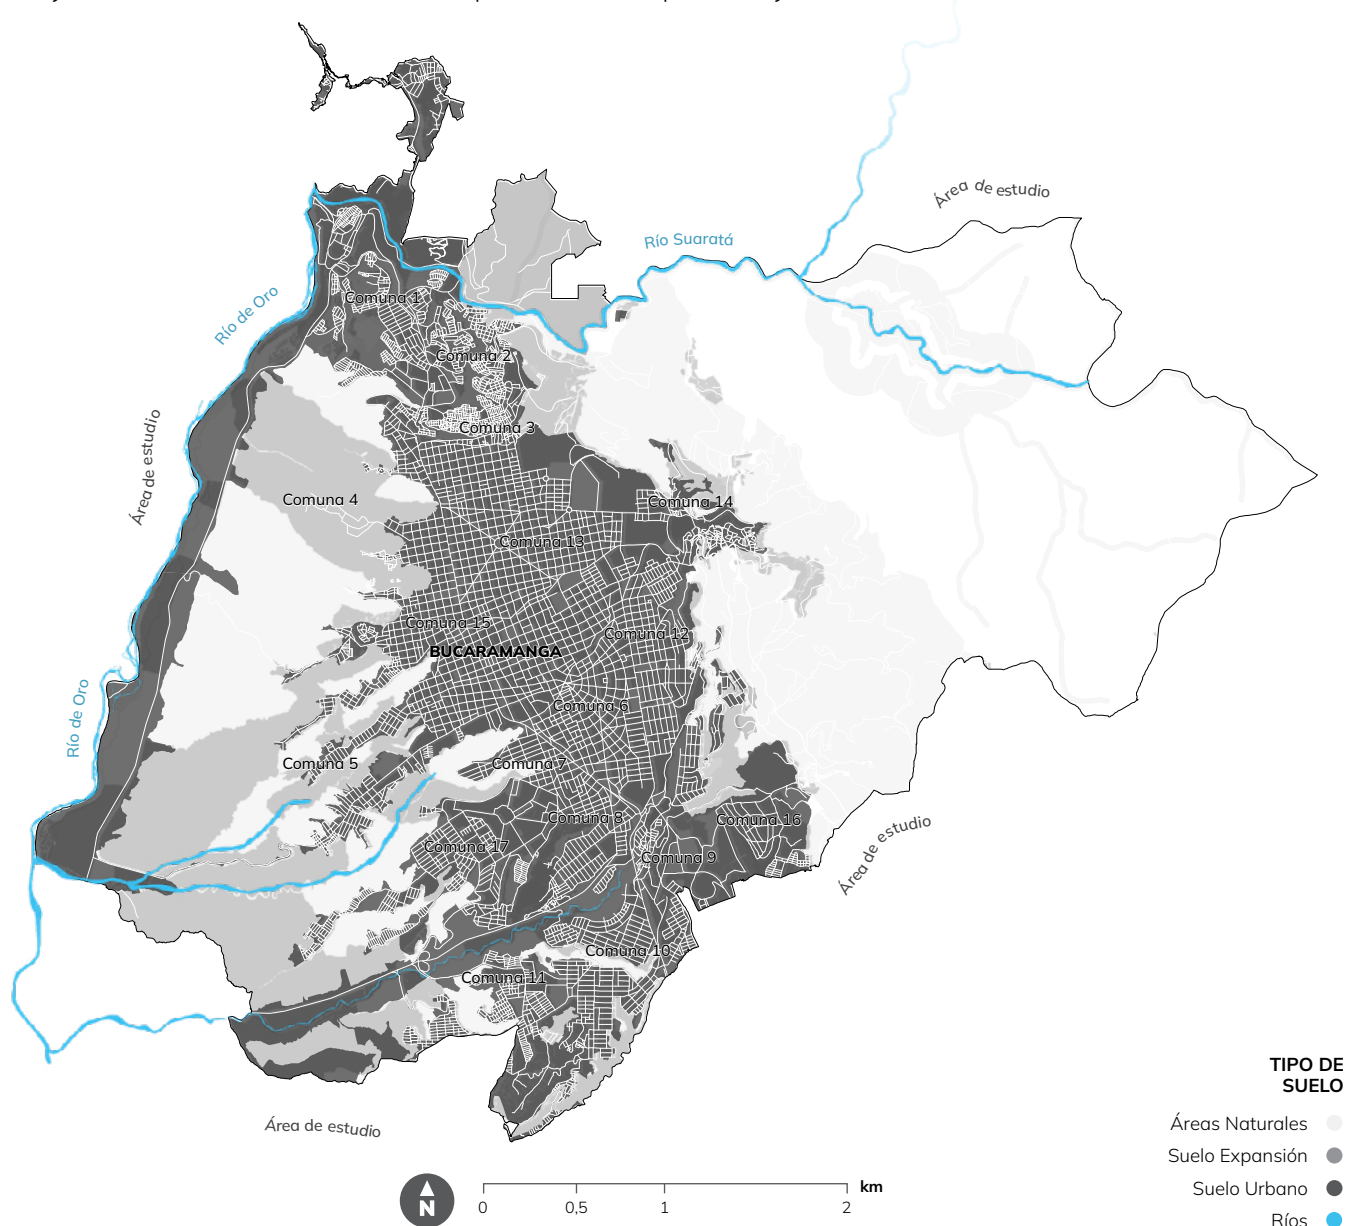 Área de estudio
Río Suaratá
Río de Oro
Comuna 1
Comuna 2
Área de estudio
Comuna 3
Comuna 4
Comuna 14
Comuna 13
Comuna 15
Comuna 12
BUCARAMANGA
Río de Oro
Comuna 6
Comuna 5
Comuna 7
Comuna 8
Comuna 16
Comuna 17
Comuna 9
Área de estudio
Comuna 10
Comuna 11
Área de estudio
TIPO DE
SUELO
Áreas Naturales
Suelo Expansión
Suelo Urbano
Ríos
N
km
0 0,5 1 2